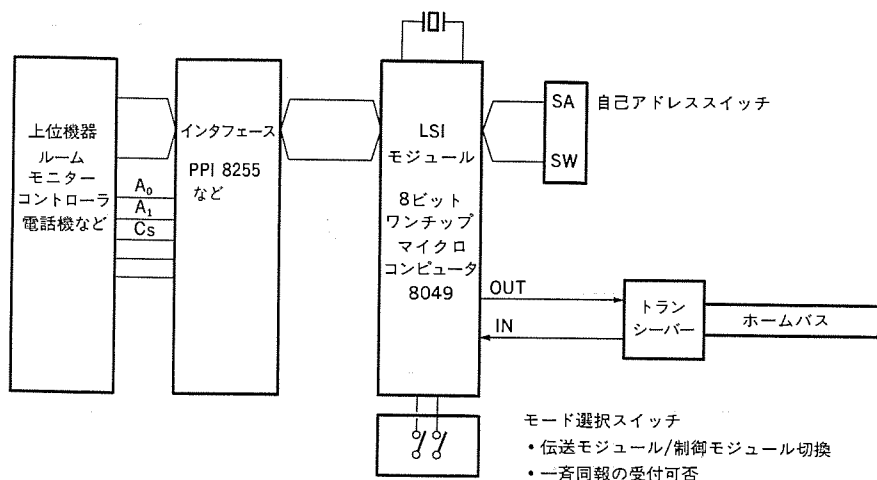 上位機器
ルーム
モニター
コントローラ
電話機など
A₀
A₁
Cs
インタフェース
PPI 8255
など
LSI
モジュール
8ビット
ワンチップ
マイクロ
コンピュータ
8049
SA
SW
自己アドレススイッチ
OUT
IN
トラン
シーバー
ホームバス
モード選択スイッチ
・伝送モジュール/制御モジュール切換
・一斉同報の受付可否